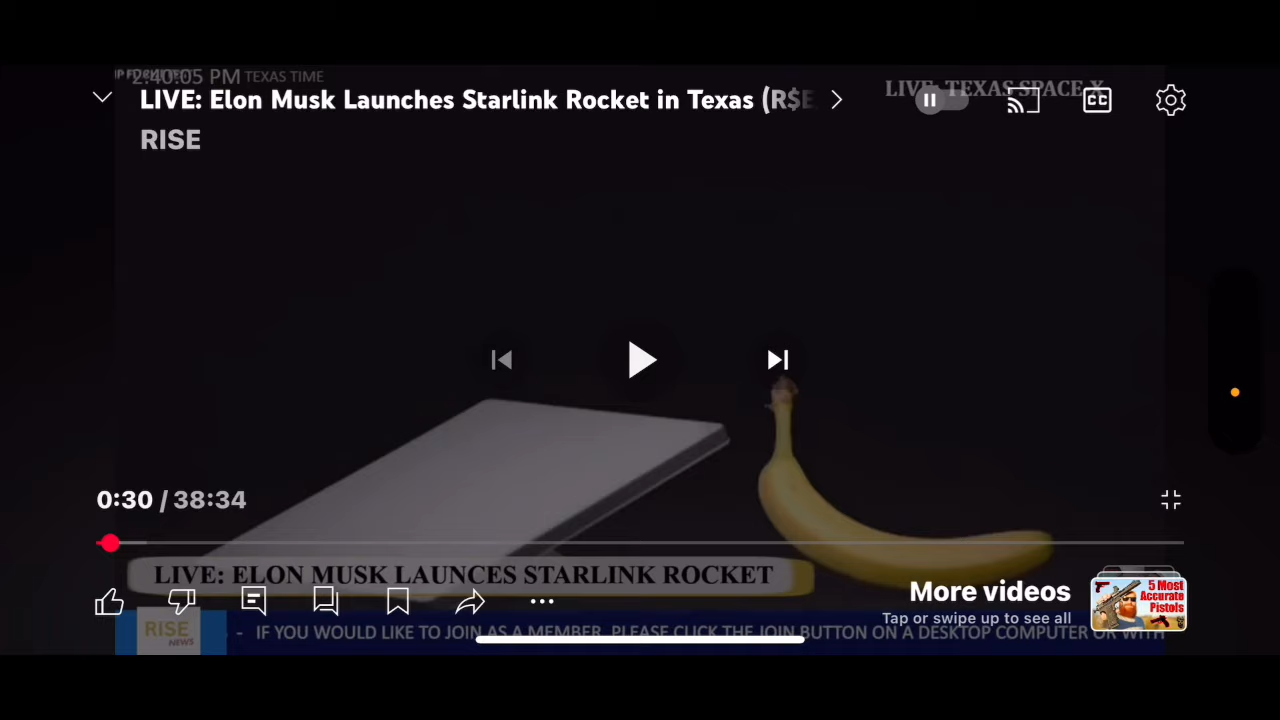 2:40:05 PM TEXAS TIME
LIVE: TEXAS SPACE X
LIVE: Elon Musk Launches Starlink Rocket in Texas (R$E
RISE
CC
0:30 / 38:34
LIVE: ELON MUSK LAUNCES STARLINK ROCKET
More videos
Tap or swipe up to see all
5 Most
Accurate
Pistols
RISE
NEWS
- IF YOU WOULD LIKE TO JOIN AS A MEMBER, PLEASE CLICK THE JOIN BUTTON ON A DESKTOP COMPUTER OR WITH